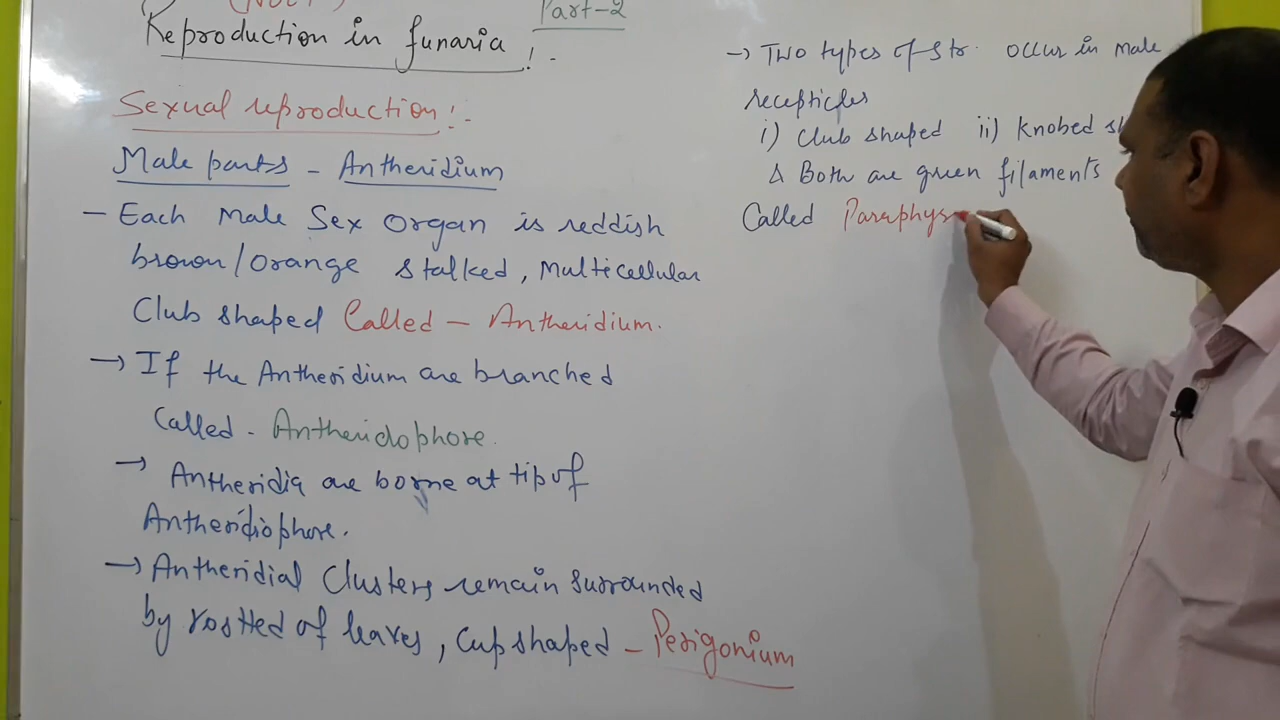 Part-2
Reproduction in funaria !-
Sexual reproduction :-
Male parts - Antheridium
- Each Male Sex Organ is reddish
brown/orange stalked, Multicellular
Club shaped Called - Antheridium.
→ If the Antheridium are branched
Called - Antheridophore.
→ Antheridia are borne at tip of
Antheridiophore.
→ Antheridial Clusters remain surrounded
by rostted of leaves, Cup shaped - Perigonium
→ Two types of Str. occur in Male
recepticles
i) Club shaped ii) Knobed sh
& Both are green filaments
Called Paraphys